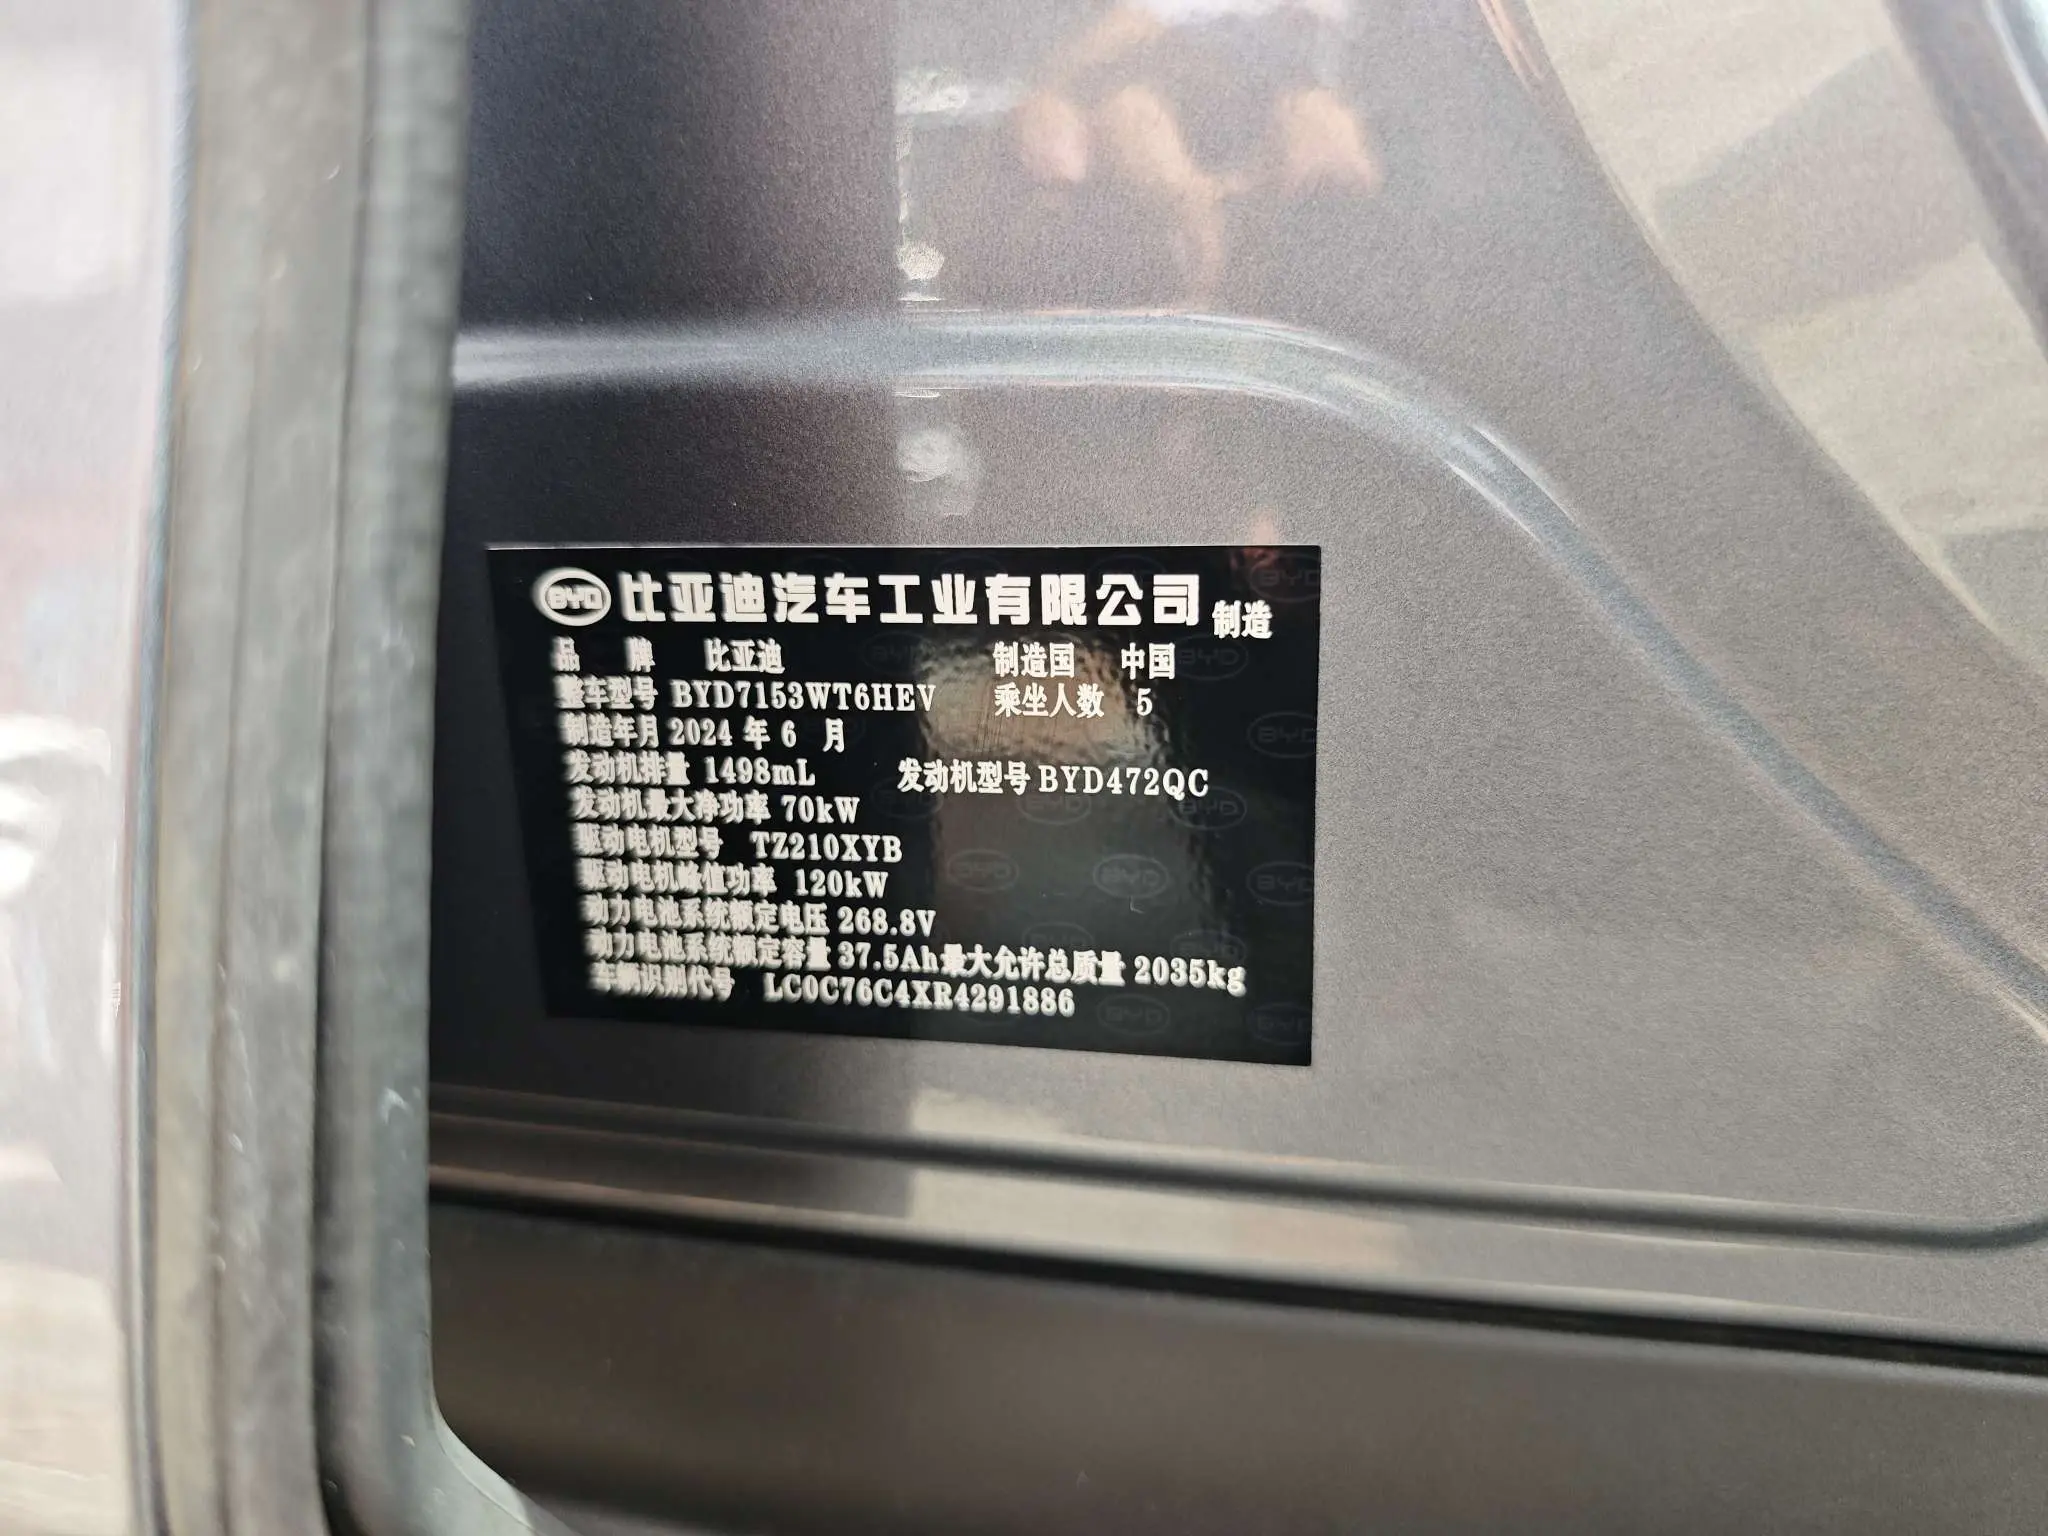 BYD 比亚迪汽车工业有限公司 制造
品 牌 比亚迪 制造国 中国
整车型号 BYD7153WT6HEV 乘坐人数 5
制造年月 2024 年 6 月
发动机排量 1498mL 发动机型号 BYD472QC
发动机最大净功率 70kW
驱动电机型号 TZ210XYB
驱动电机峰值功率 120kW
动力电池系统额定电压 268.8V
动力电池系统额定容量 37.5Ah 最大允许总质量 2035kg
车辆识别代号 LC0C76C4XR4291886